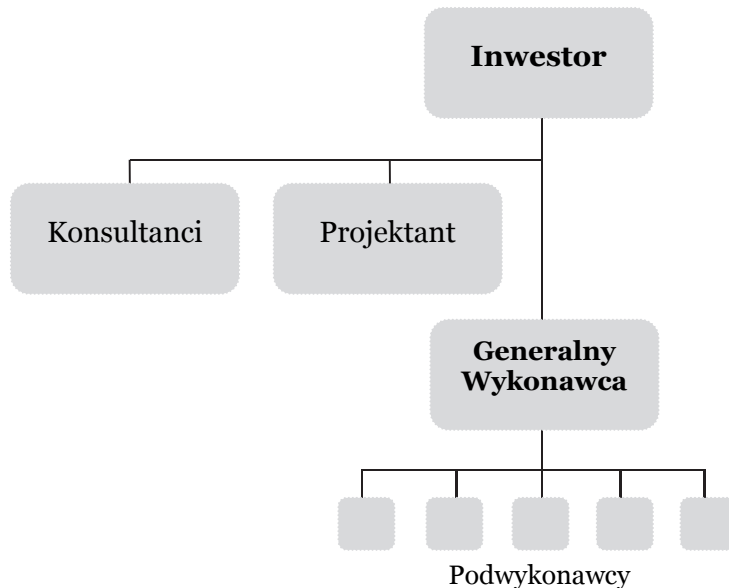 Inwestor
Konsultanci
Projektant
Generalny
Wykonawca
Podwykonawcy